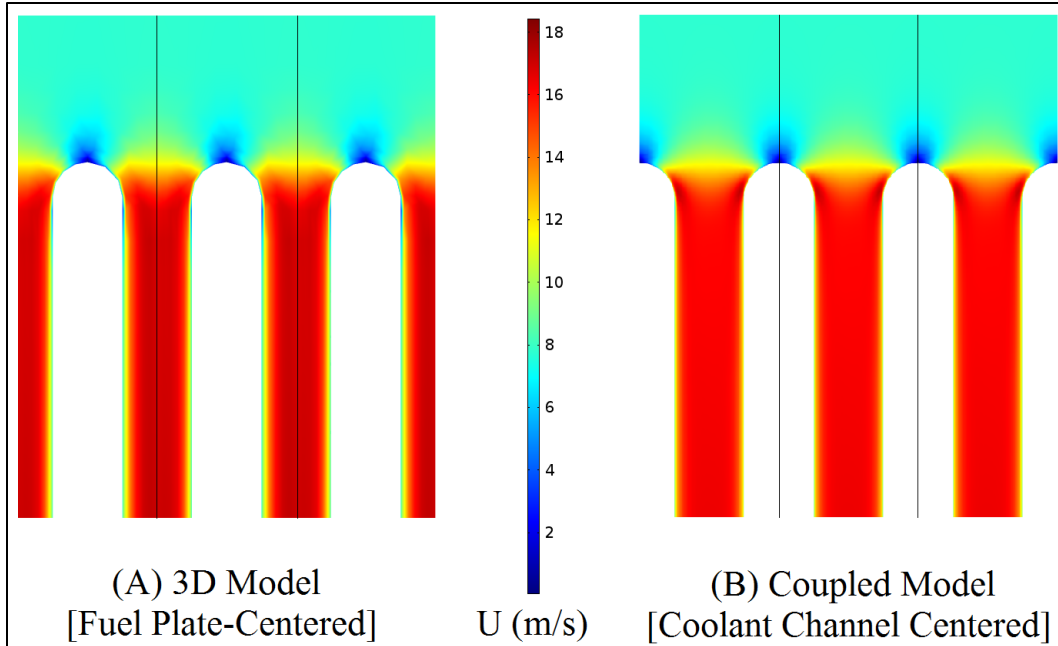 18
16
14
12
10
8
6
4
2
(A) 3D Model
[Fuel Plate-Centered]
U (m/s)
(B) Coupled Model
[Coolant Channel Centered]